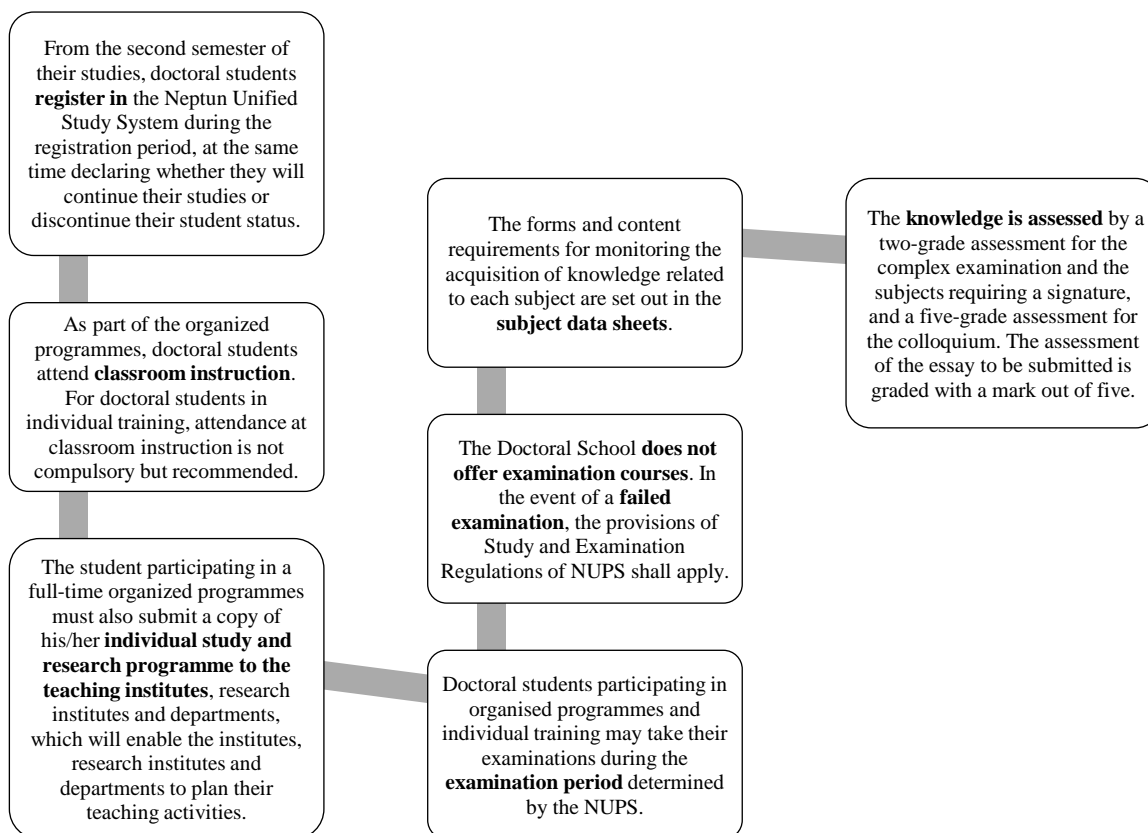 From the second semester of
their studies, doctoral students
register in the Neptun Unified
Study System during the
registration period, at the same
time declaring whether they will
continue their studies or
discontinue their student status.
As part of the organized
programmes, doctoral students
attend classroom instruction.
For doctoral students in
individual training, attendance at
classroom instruction is not
compulsory but recommended.
The student participating in a
full-time organized programmes
must also submit a copy of
his/her individual study and
research programme to the
teaching institutes, research
institutes and departments,
which will enable the institutes,
research institutes and
departments to plan their
teaching activities.
Doctoral students participating in
organised programmes and
individual training may take their
examinations during the
examination period determined
by the NUPS.
The Doctoral School does not
offer examination courses. In
the event of a failed
examination, the provisions of
Study and Examination
Regulations of NUPS shall apply.
The forms and content
requirements for monitoring the
acquisition of knowledge related
to each subject are set out in the
subject data sheets.
The knowledge is assessed by a
two-grade assessment for the
complex examination and the
subjects requiring a signature,
and a five-grade assessment for
the colloquium. The assessment
of the essay to be submitted is
graded with a mark out of five.